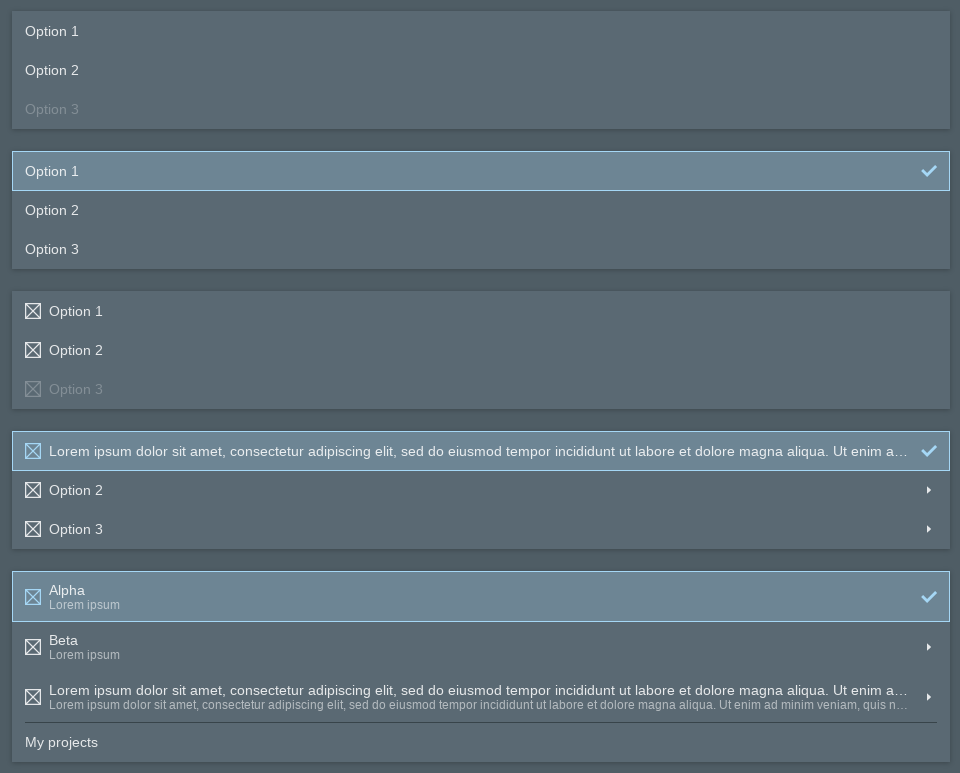 Option 1
Option 2
Option 3
Option 1
Option 2
Option 3
Option 1
Option 2
Option 3
Lorem ipsum dolor sit amet, consectetur adipiscing elit, sed do eiusmod tempor incididunt ut labore et dolore magna aliqua. Ut enim a…
Option 2
Option 3
Alpha
Lorem ipsum
Beta
Lorem ipsum
Lorem ipsum dolor sit amet, consectetur adipiscing elit, sed do eiusmod tempor incididunt ut labore et dolore magna aliqua. Ut enim a…
Lorem ipsum dolor sit amet, consectetur adipiscing elit, sed do eiusmod tempor incididunt ut labore et dolore magna aliqua. Ut enim ad minim veniam, quis n…
My projects